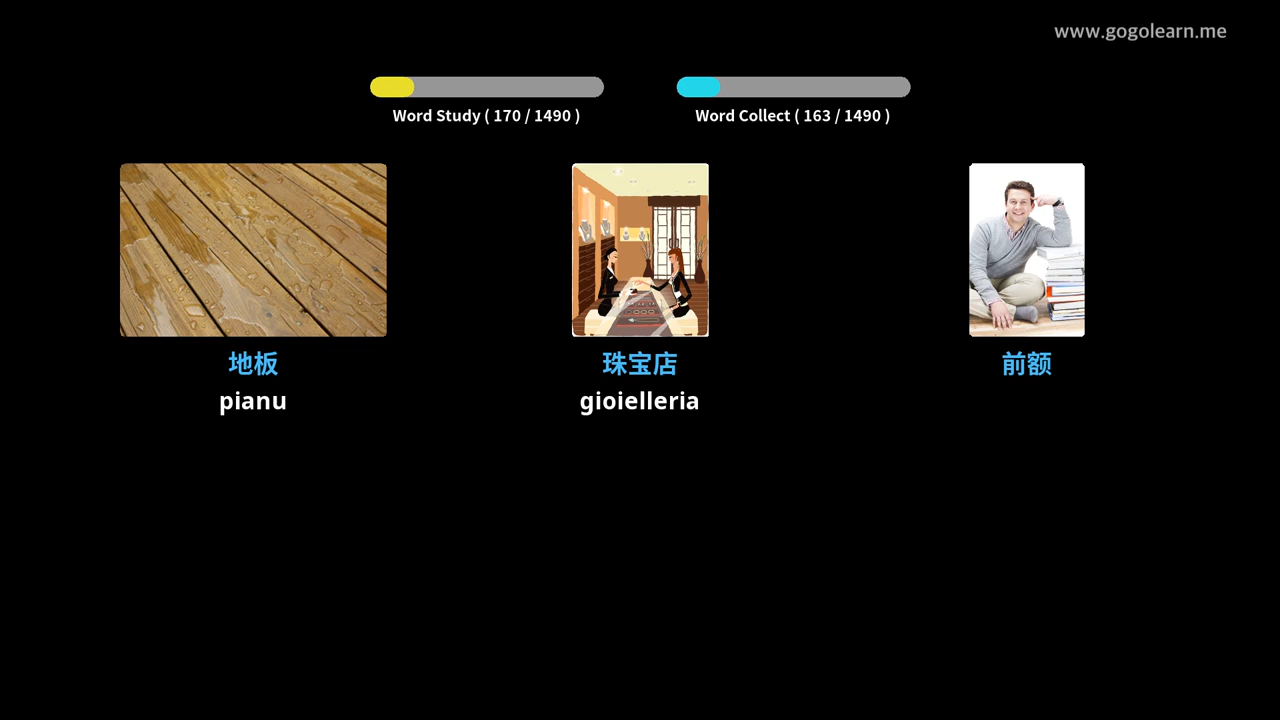 www.gogolearn.me
Word Study ( 170 / 1490 )
Word Collect ( 163 / 1490 )
地板
pianu
珠宝店
gioielleria
前额